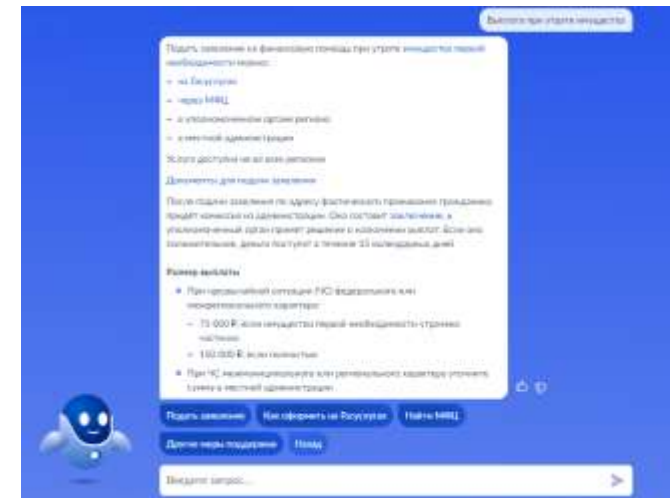 Выплата при утрате имущества
Подать заявление на финансовую помощь при утрате имущества первой
необходимости можно:
– на Госуслугах
– через МФЦ
– в уполномоченном органе региона
– в местной администрации
Услуга доступна не во всех регионах
Документы для подачи заявления
После подачи заявления по адресу фактического проживания гражданина
придёт комиссия из администрации. Она составит заключение, а
уполномоченный орган примет решение о назначении выплат. Если оно
положительное, деньги поступят в течение 15 календарных дней
Размер выплаты
При чрезвычайной ситуации (ЧС) федерального или
межрегионального характера:
– 75 000 ₽, если имущество первой необходимости утрачено
частично
– 150 000 ₽, если полностью
При ЧС межмуниципального или регионального характера уточните
сумму в местной администрации
Подать заявление Как оформить на Госуслугах Найти МФЦ
Другие меры поддержки Назад
Введите запрос...